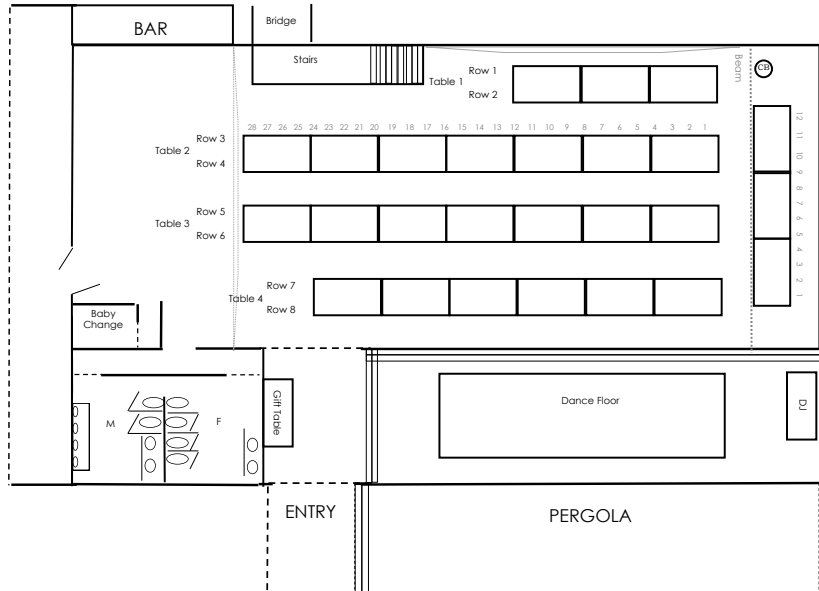 BAR
Bridge
Stairs
Beam
CB
Row 1
Table 1
Row 2
28 27 26 25 24 23 22 21 20 19 18 17 16 15 14 13 12 11 10 9 8 7 6 5 4 3 2 1
12 11 10 9 8 7 6 5 4 3 2 1
Row 3
Table 2
Row 4
Row 5
Table 3
Row 6
Row 7
Table 4
Row 8
Baby
Change
M
F
Gift Table
Dance Floor
DJ
ENTRY
PERGOLA